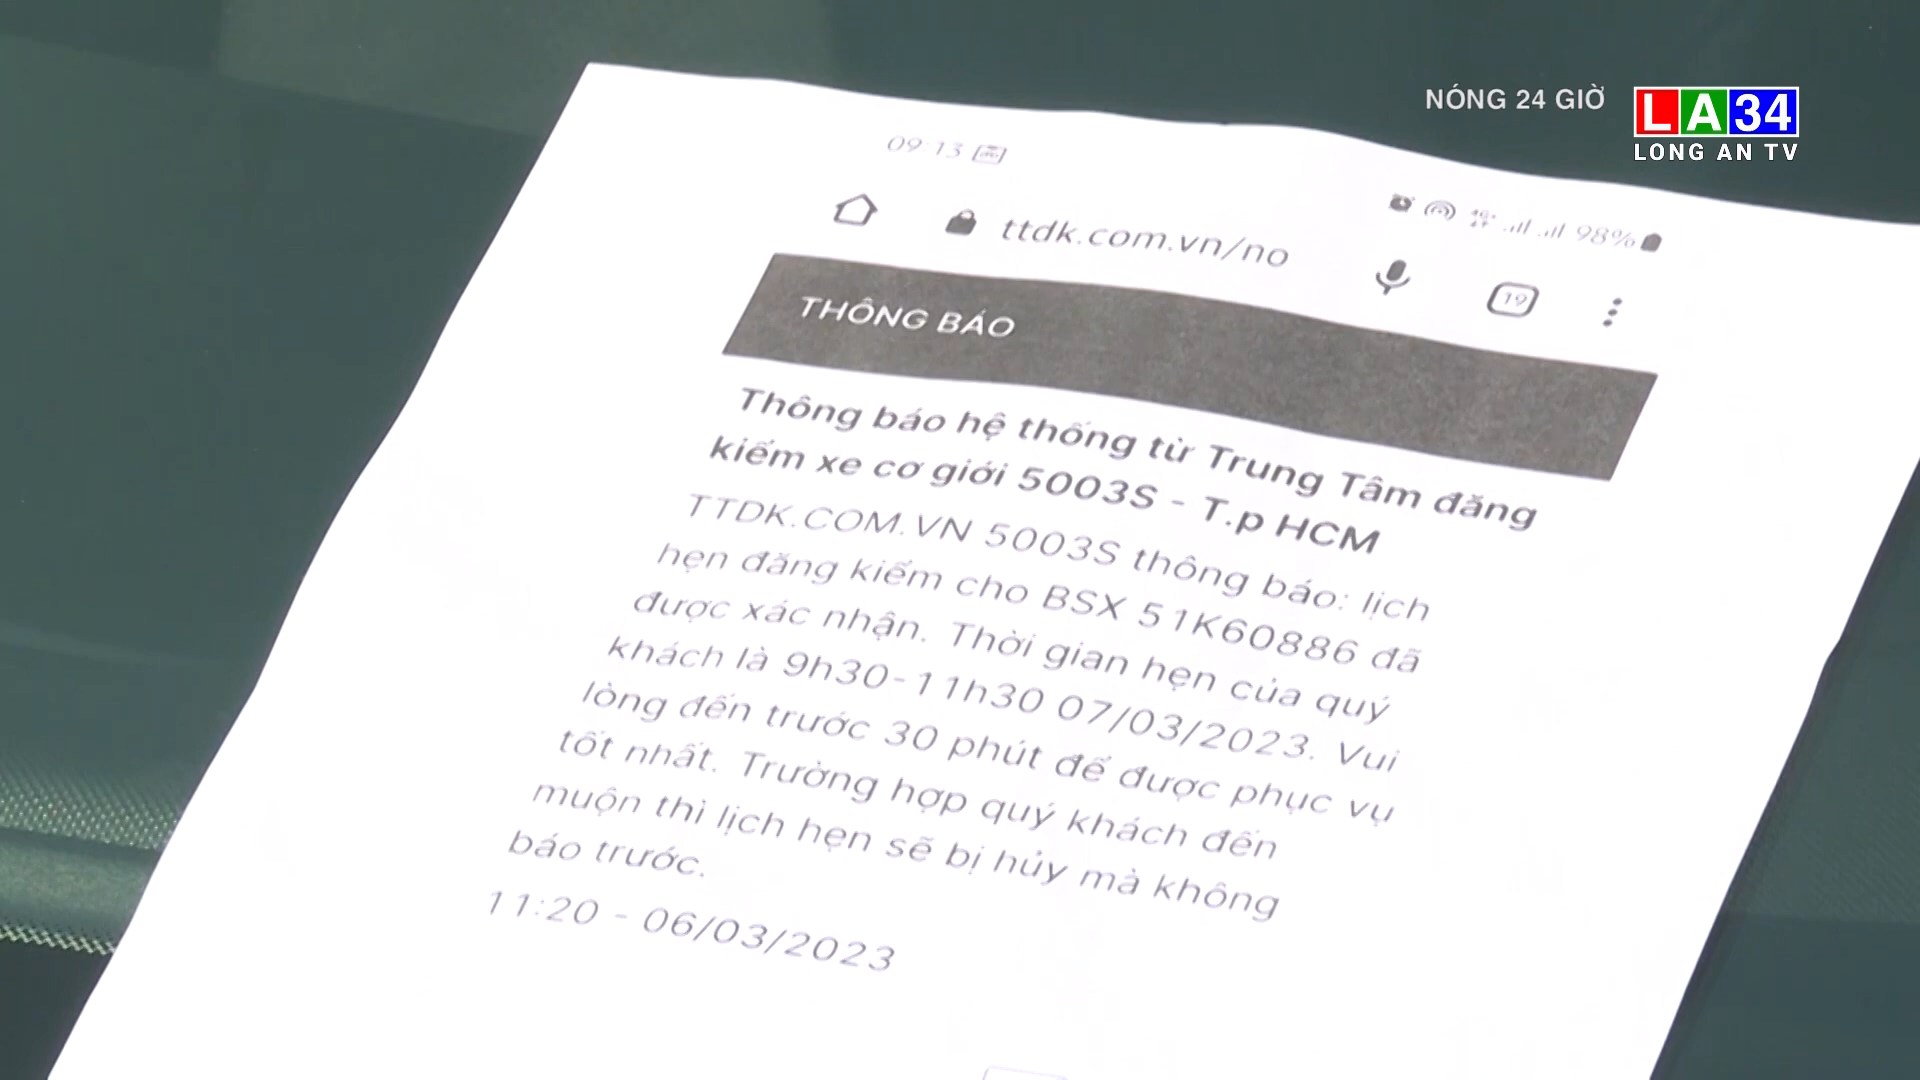 NÓNG 24 GIỜ
LA34
LONG AN TV
09:13
98%
ttdk.com.vn/no
19
THÔNG BÁO
Thông báo hệ thống từ Trung Tâm đăng
kiểm xe cơ giới 5003S - T.p HCM
TTDK.COM.VN 5003S thông báo: lịch
hẹn đăng kiểm cho BSX 51K60886 đã
được xác nhận. Thời gian hẹn của quý
khách là 9h30-11h30 07/03/2023. Vui
lòng đến trước 30 phút để được phục vụ
tốt nhất. Trường hợp quý khách đến
muộn thì lịch hẹn sẽ bị hủy mà không
báo trước.
11:20 - 06/03/2023